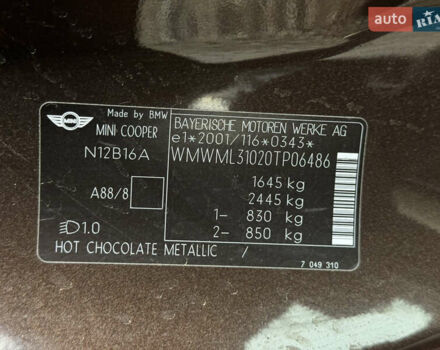 AUTO
RIA
MINI
Made by BMW
MINI COOPER
N12B16A
A88/8
1.0
BAYERISCHE MOTOREN WERKE AG
e1*2001/116*0343*
WMWML31020TP06486
1645 kg
2445 kg
1- 830 kg
2- 850 kg
HOT CHOCOLATE METALLIC /
7 049 310